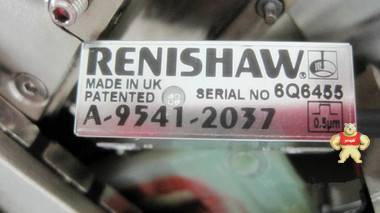 RENISHAW®
MADE IN UK
PATENTED
SERIAL NO 6Q6455
A-9541-2037
0.5µm